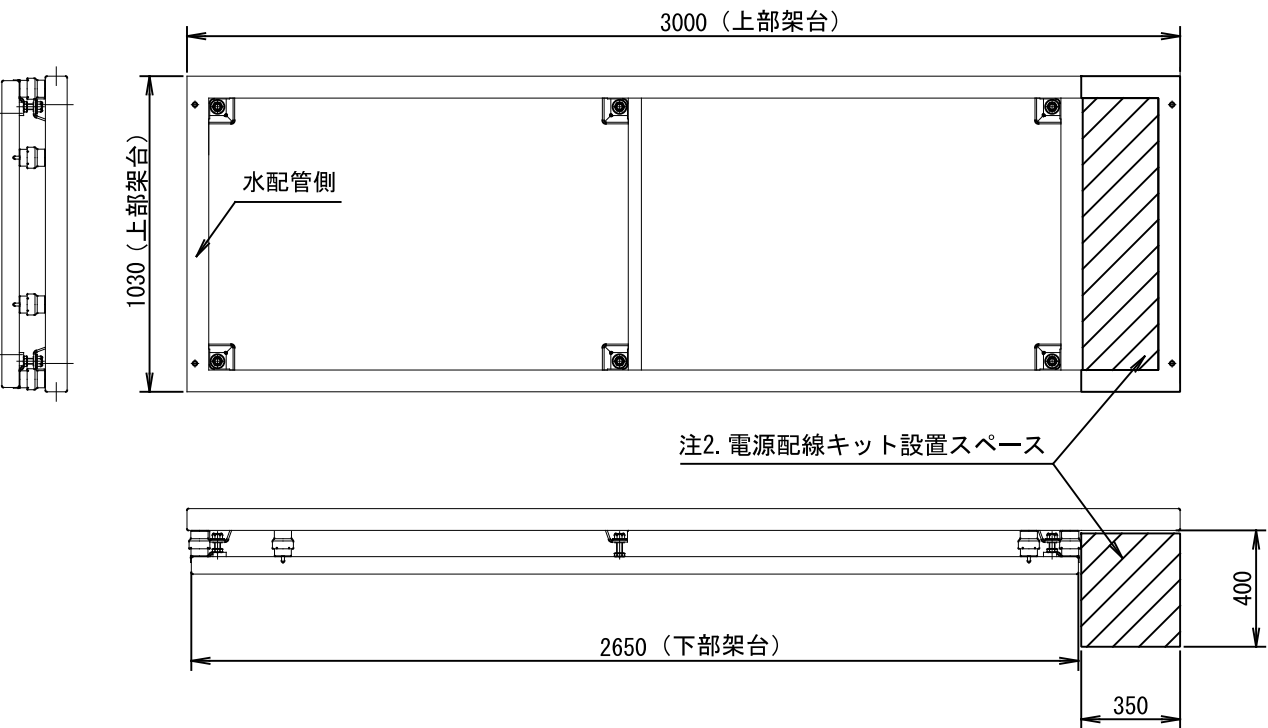 3000（上部架台）
1030（上部架台）
水配管側
注2. 電源配線キット設置スペース
400
2650（下部架台）
350